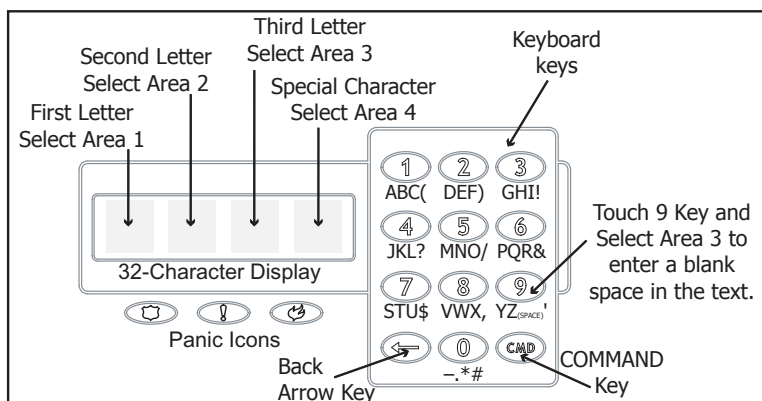 First Letter
Select Area 1
Second Letter
Select Area 2
Third Letter
Select Area 3
Special Character
Select Area 4
Keyboard
keys
32-Character Display
Panic Icons
1 2 3
ABC( DEF) GHI!
4 5 6
JKL? MNO/ PQR&
7 8 9
STU$ VWX, YZ(SPACE)'
0 CMD
–.*#
Touch 9 Key and
Select Area 3 to
enter a blank
space in the text.
Back
Arrow Key
COMMAND
Key